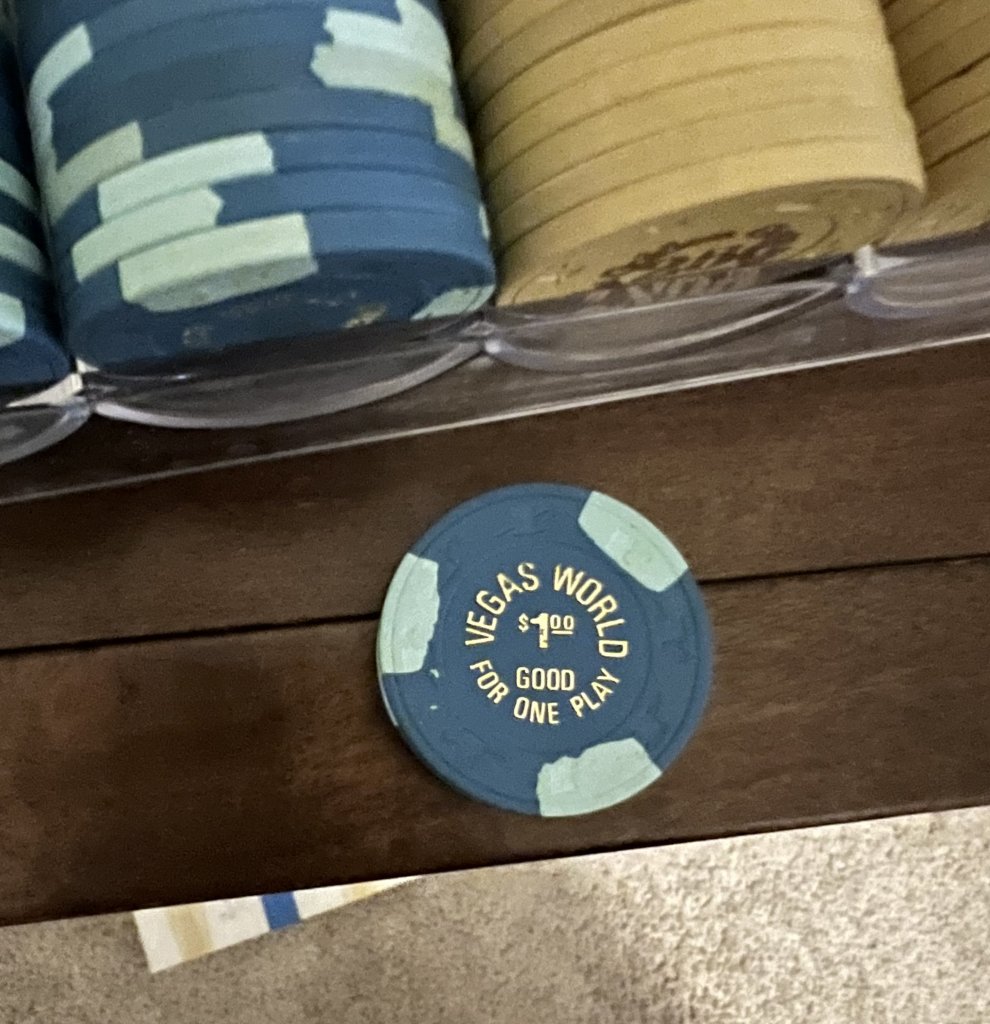 VEGAS WORLD
$1.00
GOOD
FOR ONE PLAY